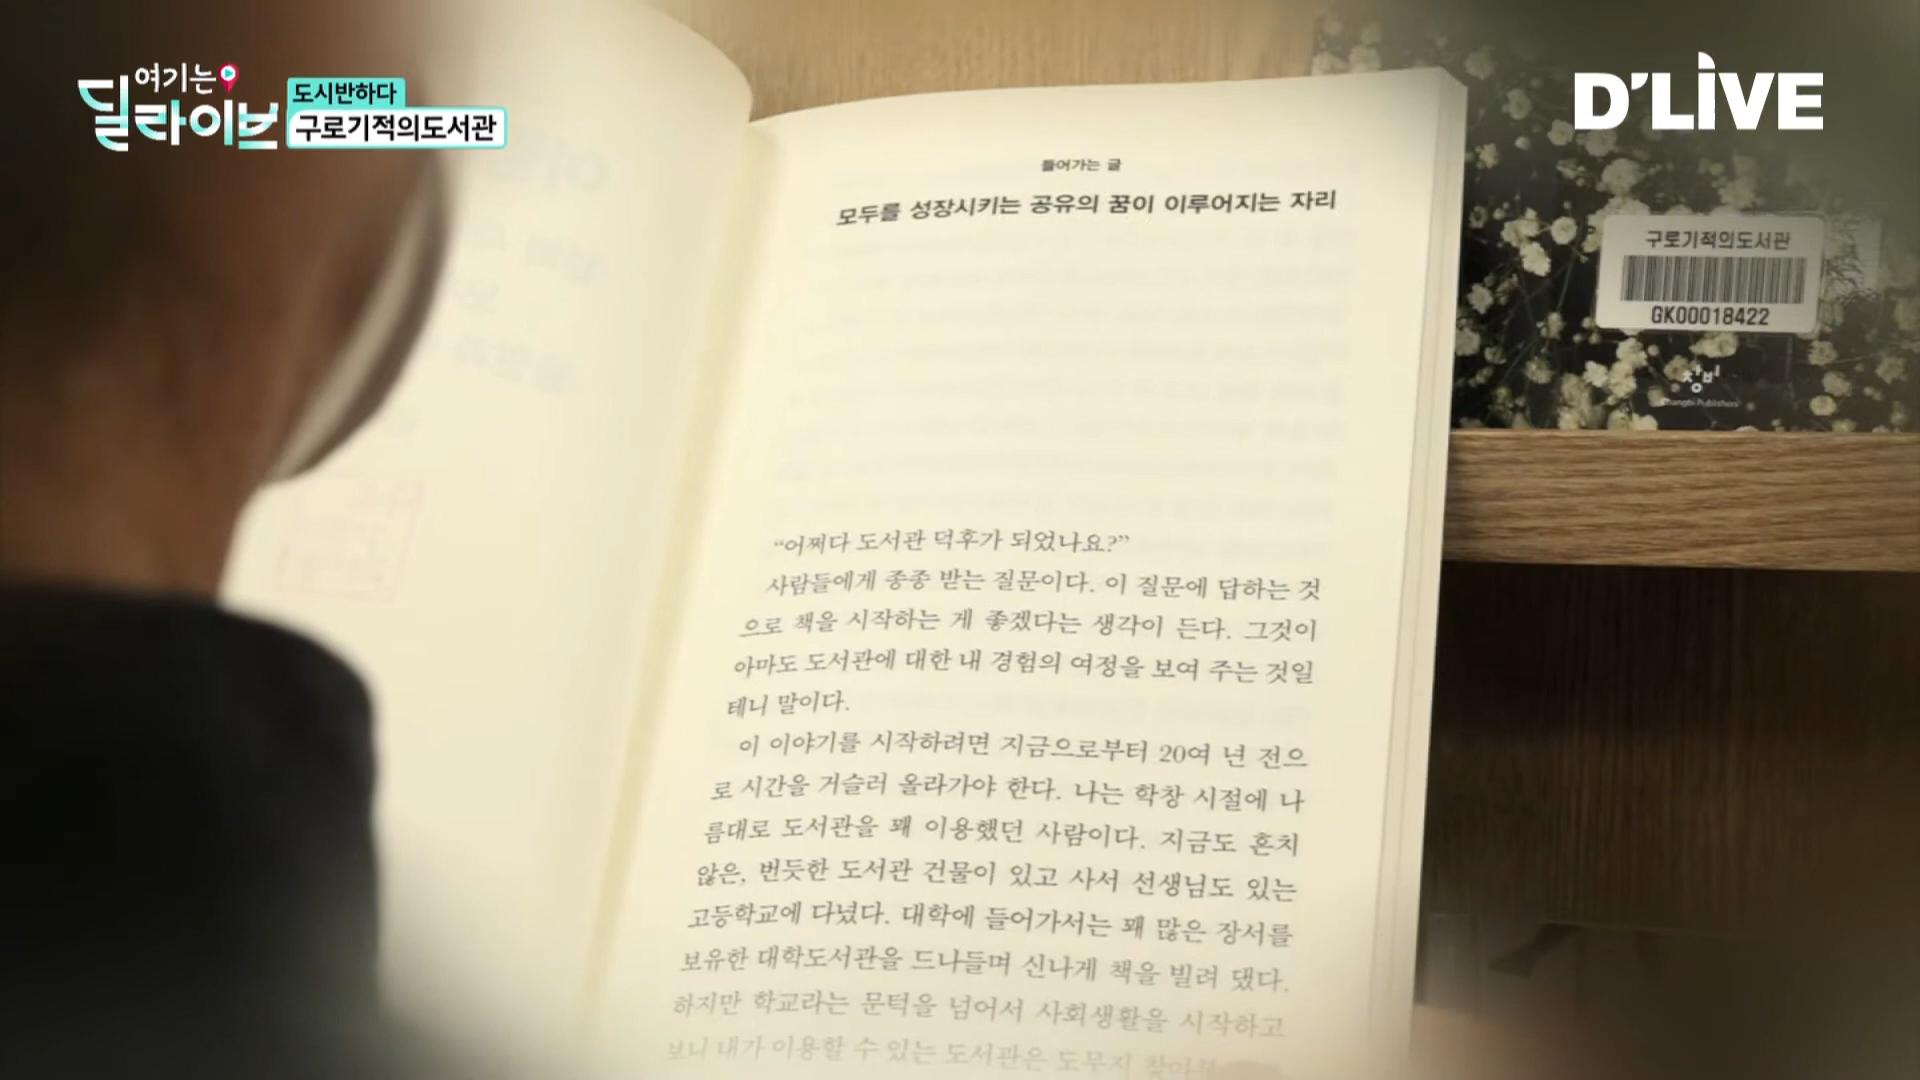 여기는
딜라이브
도시반하다
구로기적의도서관
D'LIVE
들어가는 글
모두를 성장시키는 공유의 꿈이 이루어지는 자리
구로기적의도서관
GK00018422
창비
Changbi Publishers
“어쩌다 도서관 덕후가 되었나요?”
사람들에게 종종 받는 질문이다. 이 질문에 답하는 것
으로 책을 시작하는 게 좋겠다는 생각이 든다. 그것이
아마도 도서관에 대한 내 경험의 여정을 보여 주는 것일
테니 말이다.
이 이야기를 시작하려면 지금으로부터 20여 년 전으
로 시간을 거슬러 올라가야 한다. 나는 학창 시절에 나
름대로 도서관을 꽤 이용했던 사람이다. 지금도 흔치
않은, 번듯한 도서관 건물이 있고 사서 선생님도 있는
고등학교에 다녔다. 대학에 들어가서는 꽤 많은 장서를
보유한 대학도서관을 드나들며 신나게 책을 빌려 댔다.
하지만 학교라는 문턱을 넘어서 사회생활을 시작하고
보니 내가 이용할 수 있는 도서관은 도무지